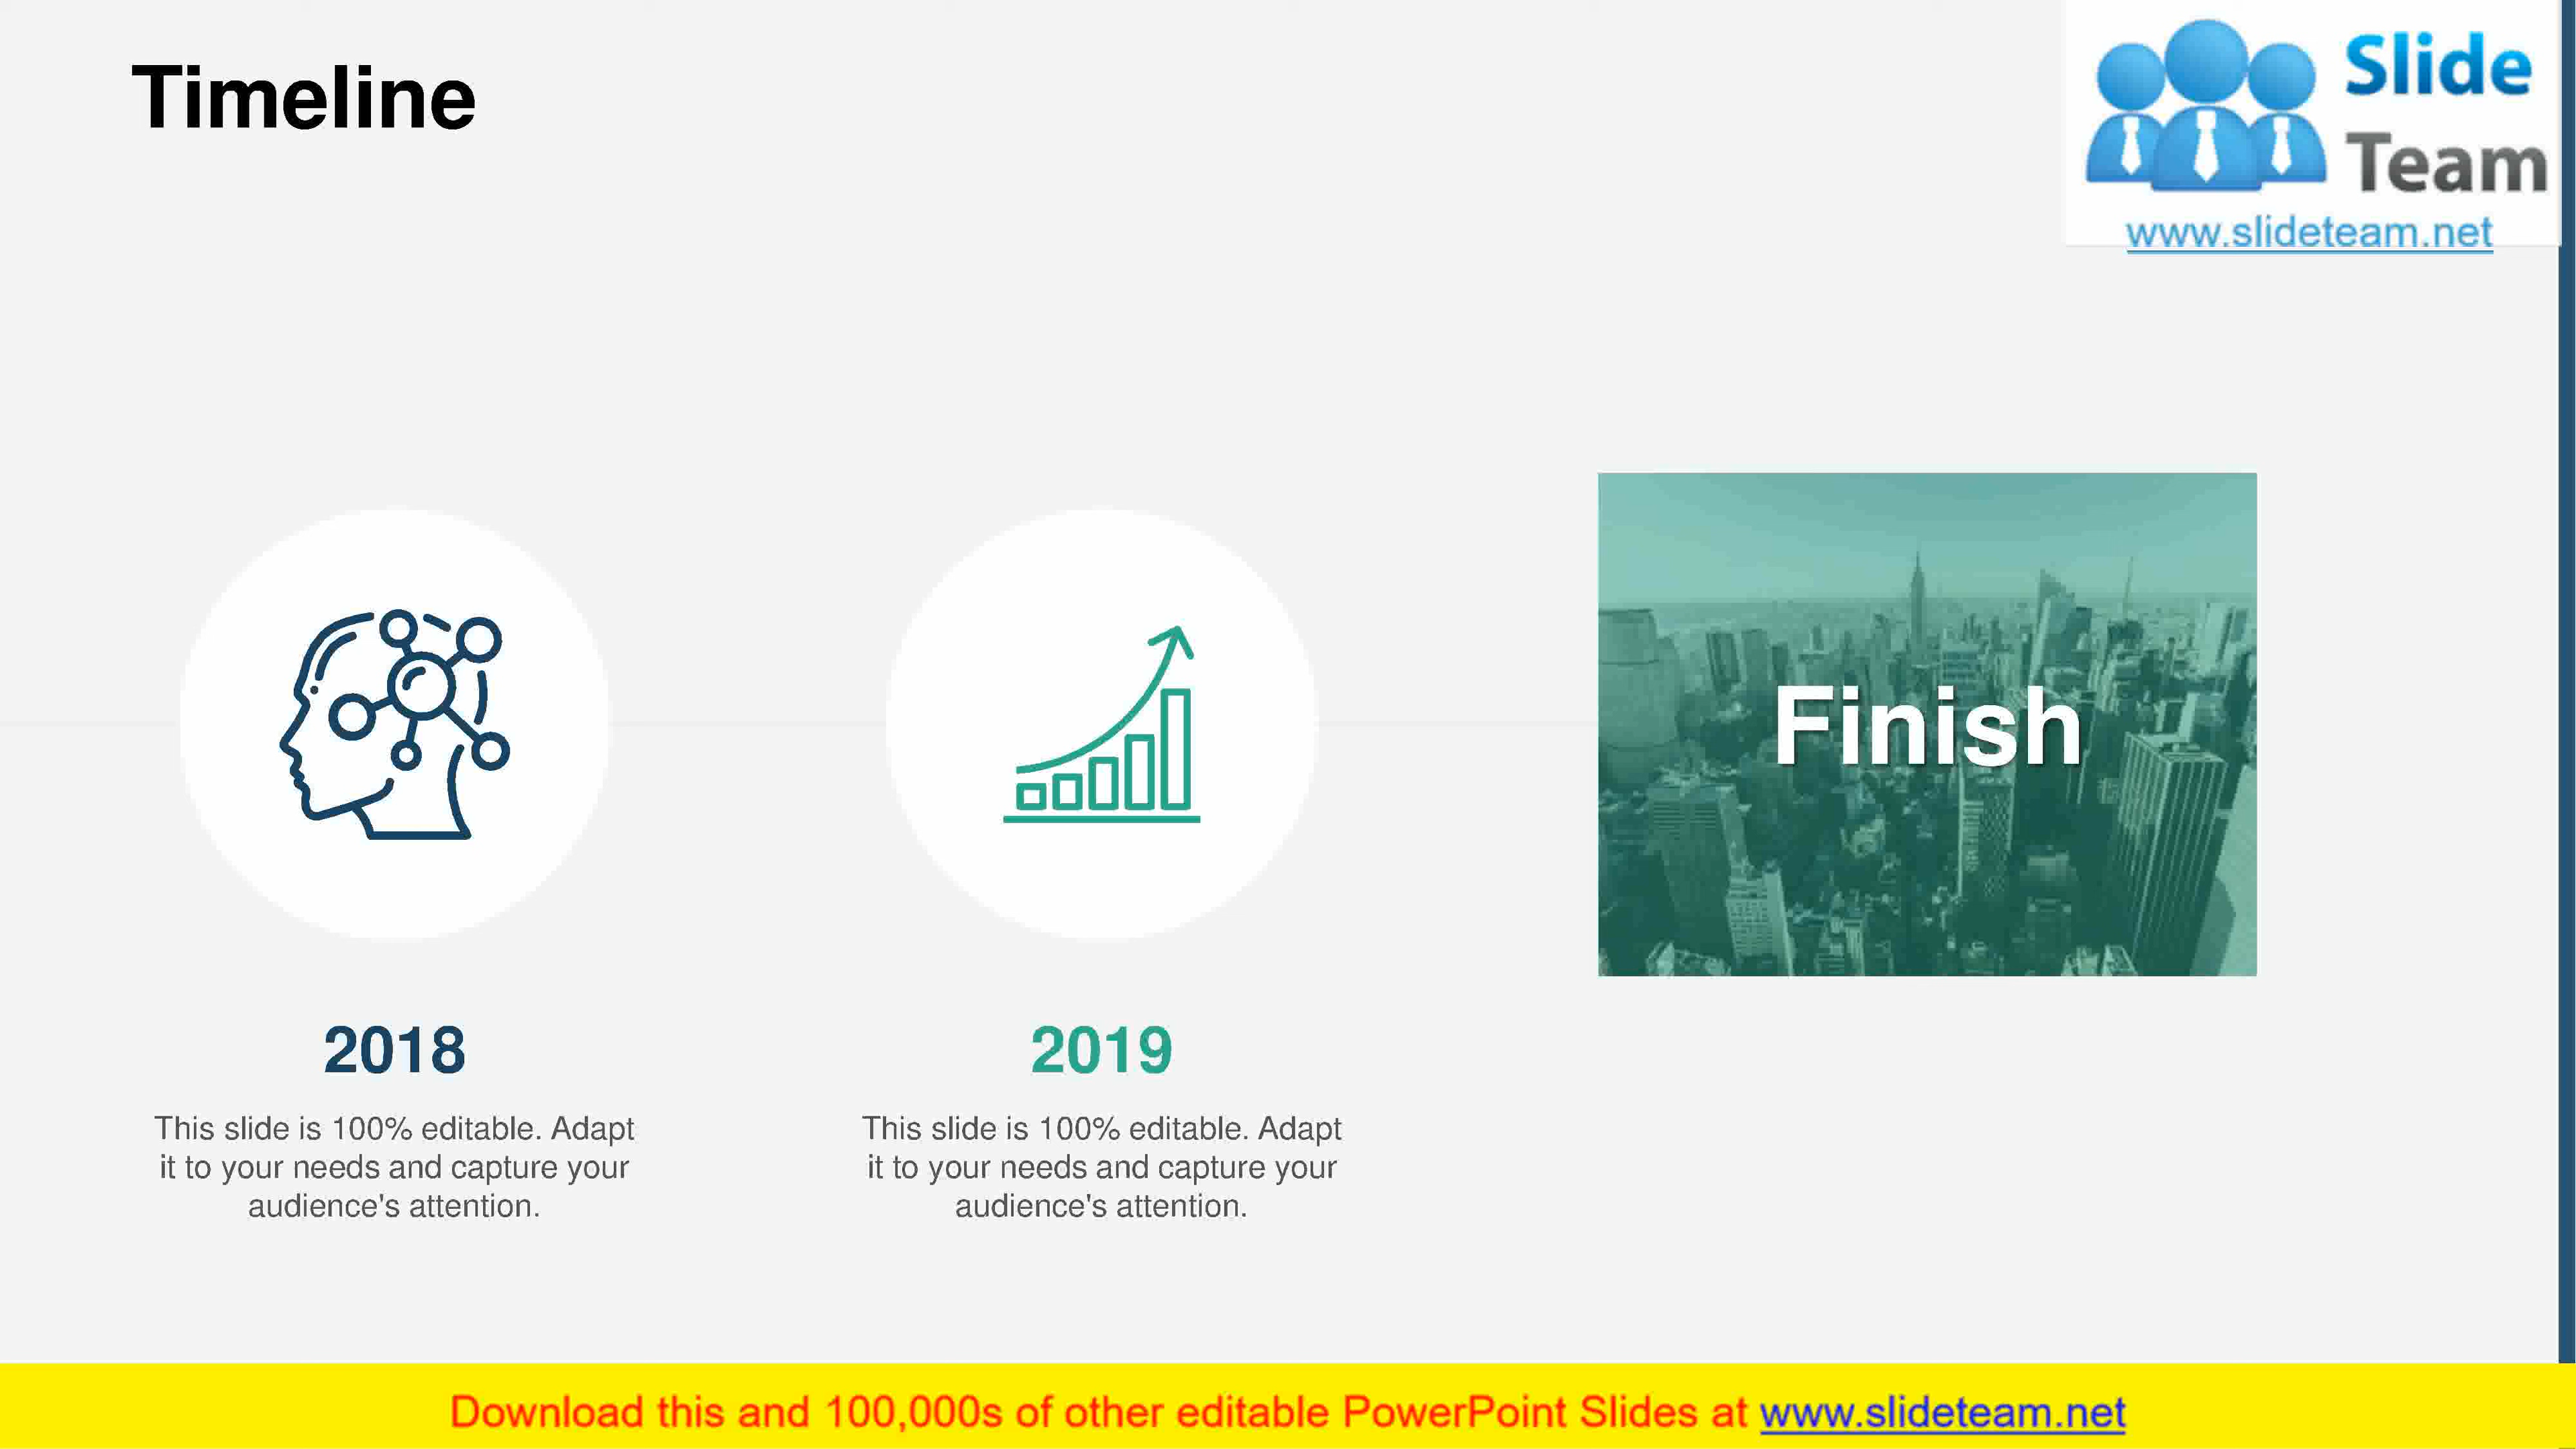 Timeline
Slide
Team
www.slideteam.net
Finish
2018
This slide is 100% editable. Adapt
it to your needs and capture your
audience's attention.
2019
This slide is 100% editable. Adapt
it to your needs and capture your
audience's attention.
Download this and 100,000s of other editable PowerPoint Slides at www.slideteam.net